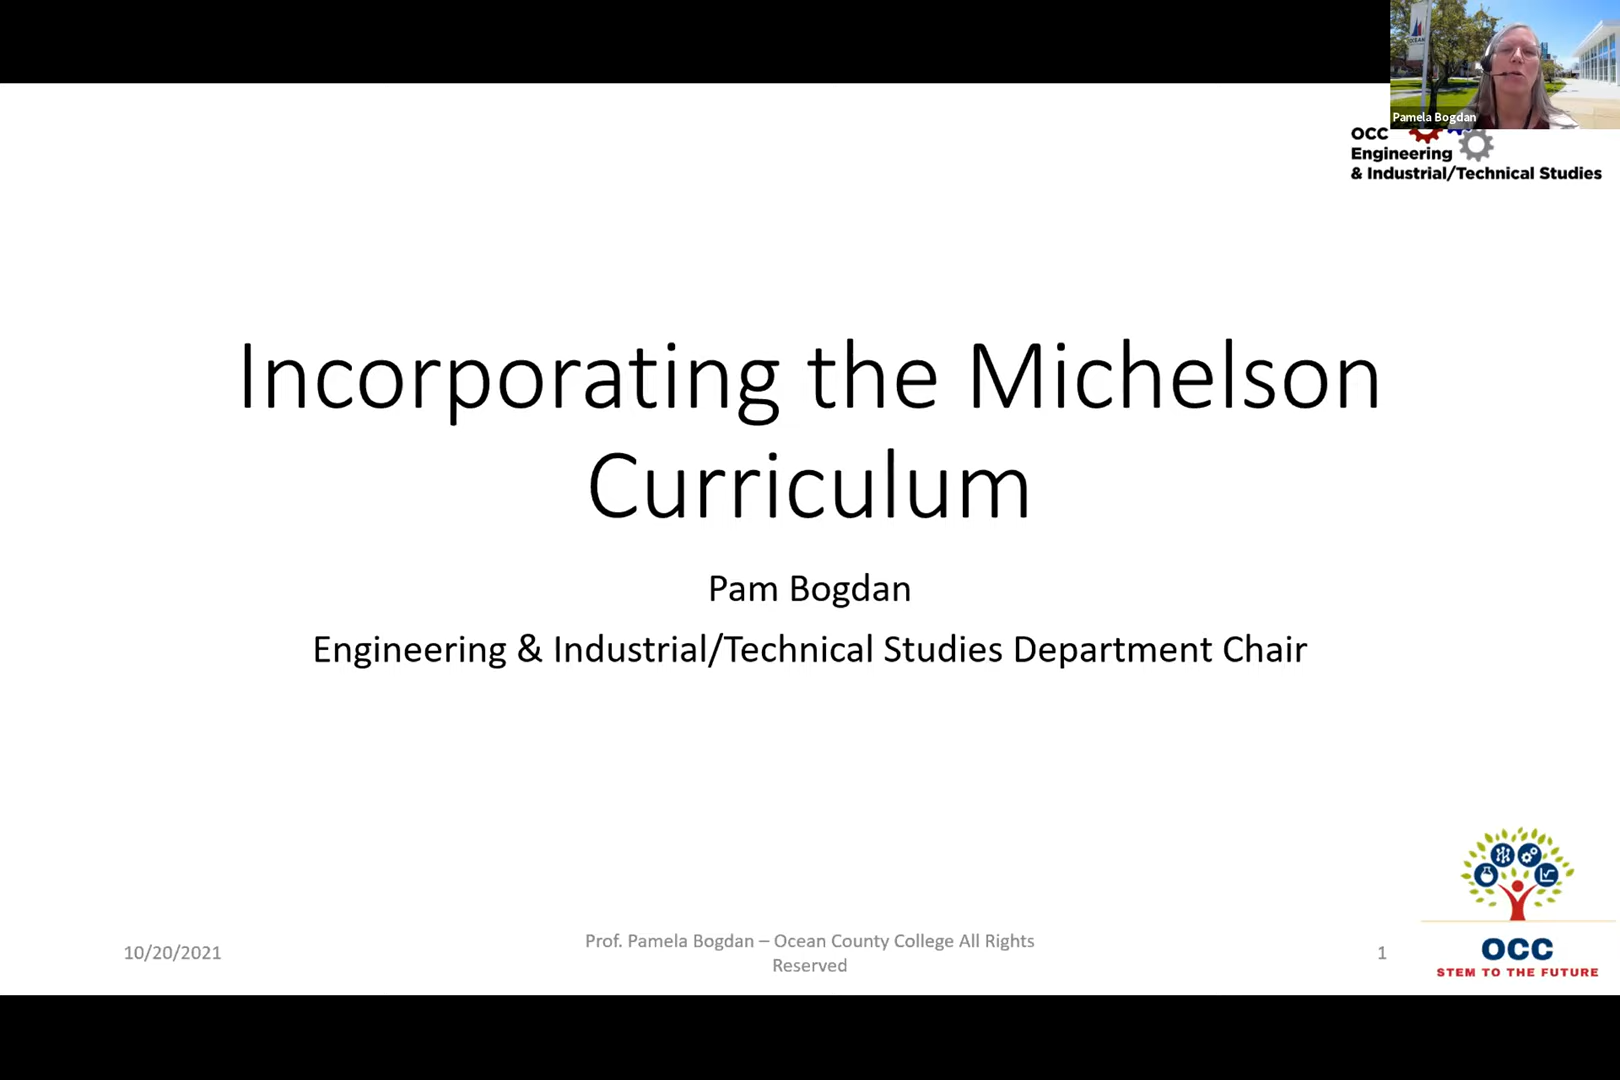 OCEAN
Pamela Bogdan
OCC
Engineering
& Industrial/Technical Studies
Incorporating the Michelson
Curriculum
Pam Bogdan
Engineering & Industrial/Technical Studies Department Chair
10/20/2021
Prof. Pamela Bogdan – Ocean County College All Rights
Reserved
1
OCC
STEM TO THE FUTURE